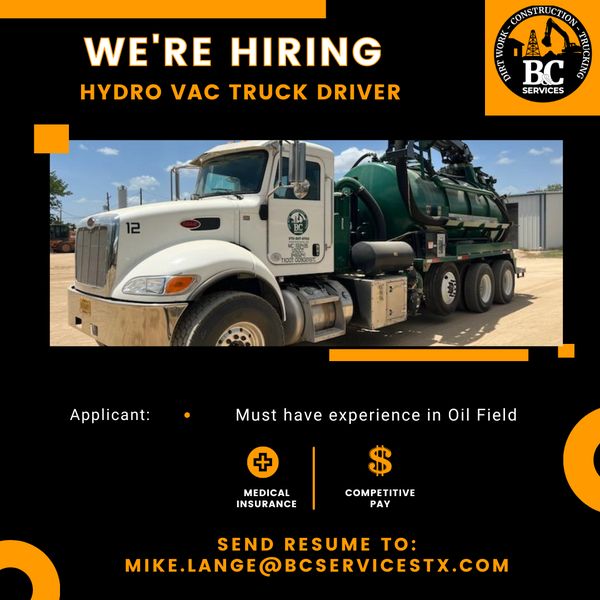 WE'RE HIRING
HYDRO VAC TRUCK DRIVER
DIRT WORK - CONSTRUCTION - TRUCKING
B&C
SERVICES
12
BC
Applicant:
• Must have experience in Oil Field
MEDICAL
INSURANCE
COMPETITIVE
PAY
SEND RESUME TO:
MIKE.LANGE@BCSERVICESTX.COM